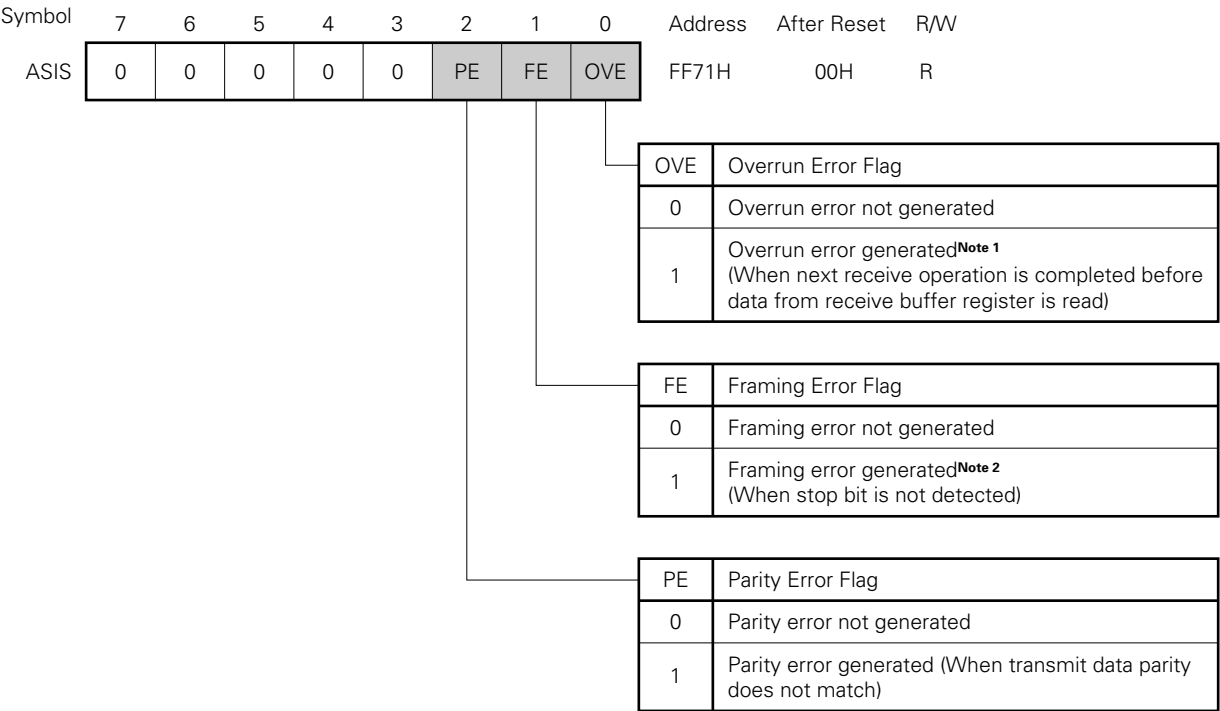 Symbol 7 6 5 4 3 2 1 0 Address After Reset R/W
ASIS 0 0 0 0 0 PE FE OVE FF71H 00H R
OVE Overrun Error Flag
0 Overrun error not generated
1 Overrun error generatedNote 1
(When next receive operation is completed before
data from receive buffer register is read)
FE Framing Error Flag
0 Framing error not generated
1 Framing error generatedNote 2
(When stop bit is not detected)
PE Parity Error Flag
0 Parity error not generated
1 Parity error generated (When transmit data parity
does not match)